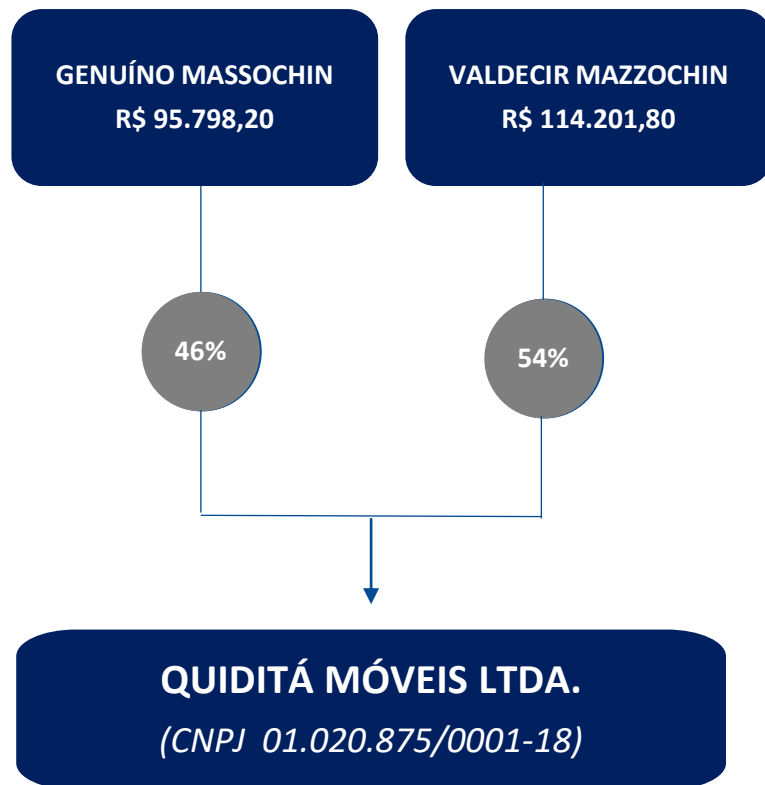 GENUÍNO MASSOCHIN
R$ 95.798,20
VALDECIR MAZZOCHIN
R$ 114.201,80
46%
54%
QUIDITÁ MÓVEIS LTDA.
(CNPJ 01.020.875/0001-18)